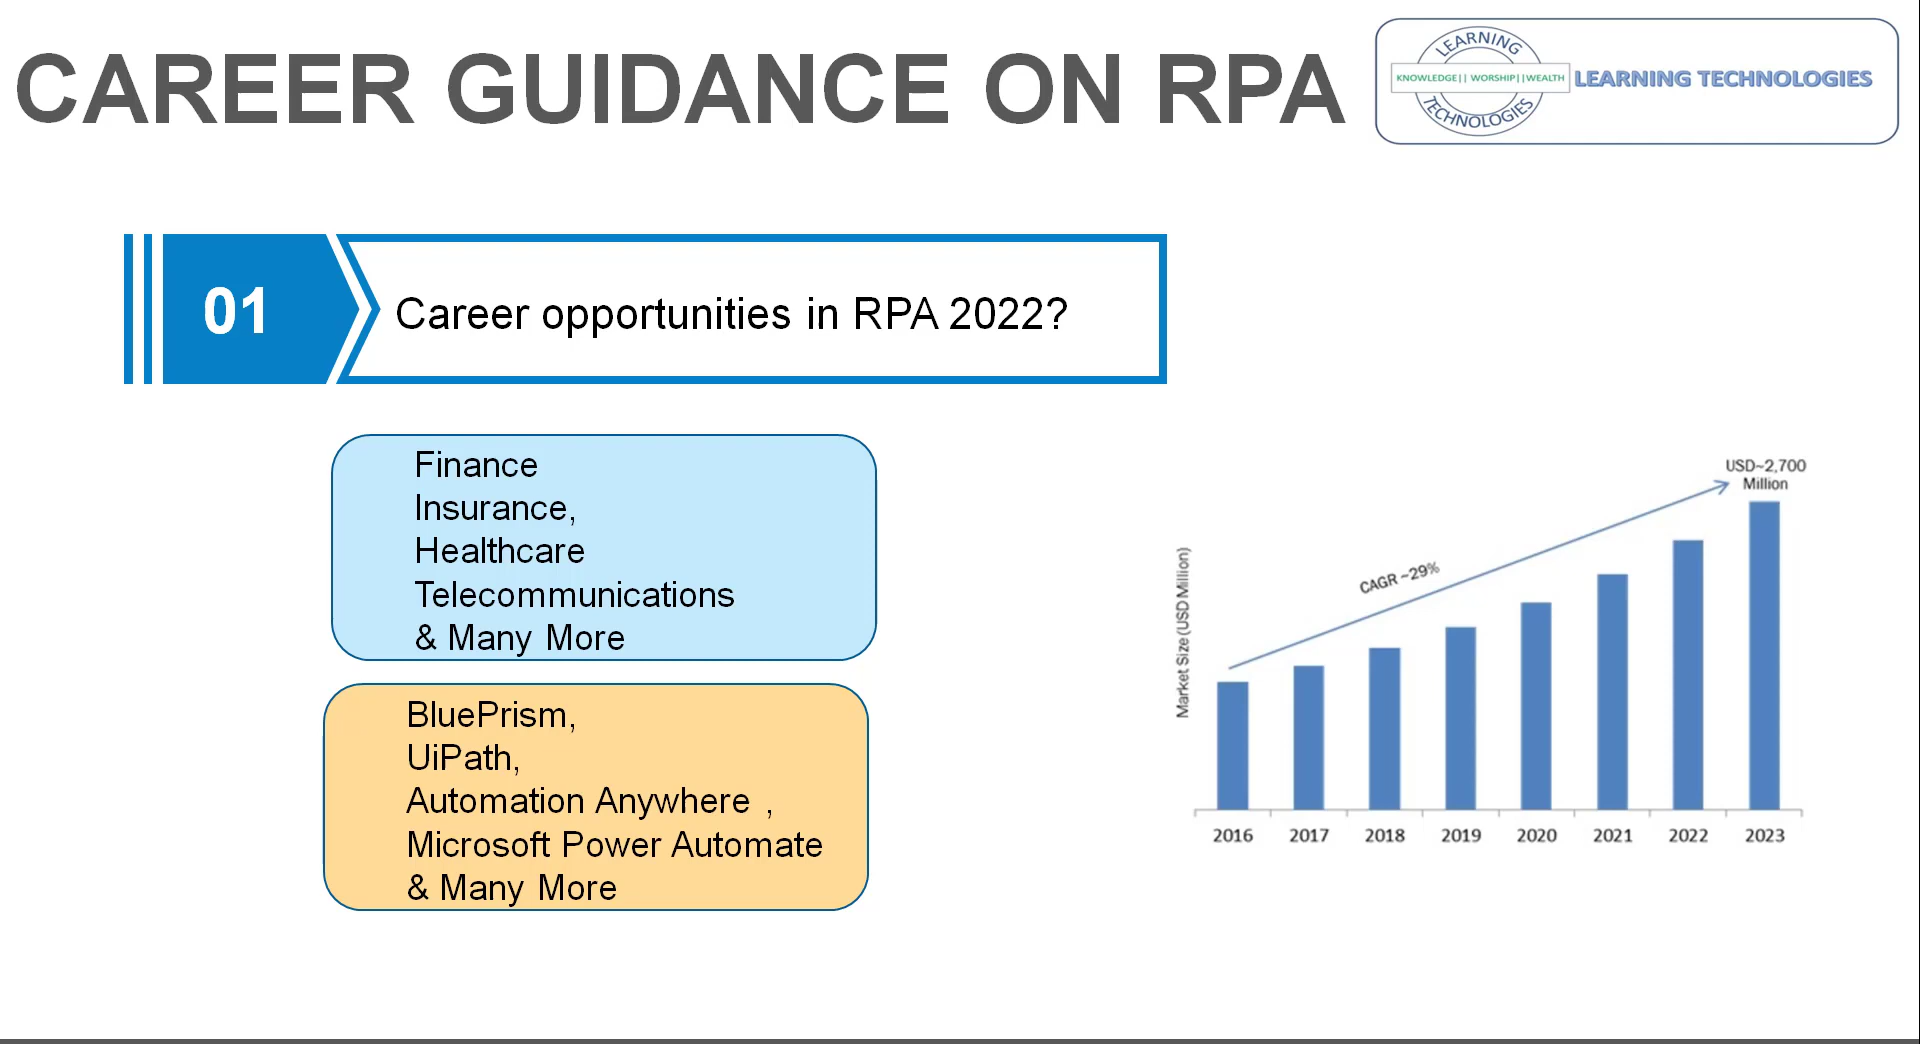 CAREER GUIDANCE ON RPA
LEARNING
KNOWLEDGE|| WORSHIP||WEALTH
TECHNOLOGIES
LEARNING TECHNOLOGIES
01
Career opportunities in RPA 2022?
Finance
Insurance,
Healthcare
Telecommunications
& Many More
BluePrism,
UiPath,
Automation Anywhere ,
Microsoft Power Automate
& Many More
USD~2,700
Million
CAGR ~29%
Market Size (USD Million)
2016 2017 2018 2019 2020 2021 2022 2023